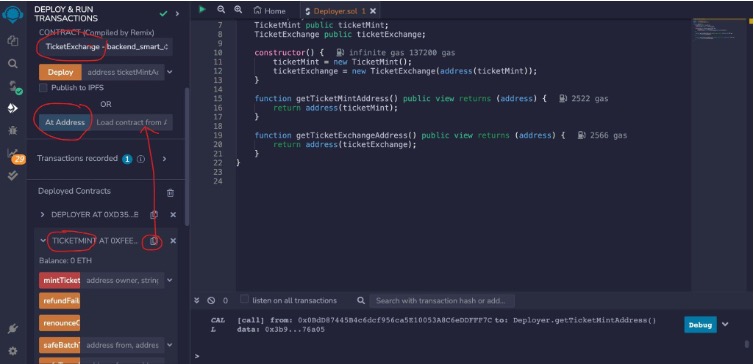 DEPLOY & RUN
TRANSACTIONS
CONTRACT (Compiled by Remix)
TicketExchange - backend_smart_c
Deploy address ticketMintA
Publish to IPFS
OR
At Address Load contract from A
Transactions recorded 1
29
Deployed Contracts
DEPLOYER AT 0XD35...
TICKETMINT AT 0XFEE...
Balance: 0 ETH
mintTicket address owner, string
refundFail
renounceO
safeBatchT address from, addres
Home
Deployer.sol 1
7 TicketMint public ticketMint;
8 TicketExchange public ticketExchange;
9
10 constructor() { infinite gas 137200 gas
11 ticketMint = new TicketMint();
12 ticketExchange = new TicketExchange(address(ticketMint));
13 }
14
15 function getTicketMintAddress() public view returns (address) { 2522 gas
16 return address(ticketMint);
17 }
18
19 function getTicketExchangeAddress() public view returns (address) { 2566 gas
20 return address(ticketExchange);
21 }
22 }
23
24
0 listen on all transactions Search with transaction hash or add...
CAL [call] from: to: Deployer.getTicketMintAddress()
L data: 0x3b9...76a05
Debug
>